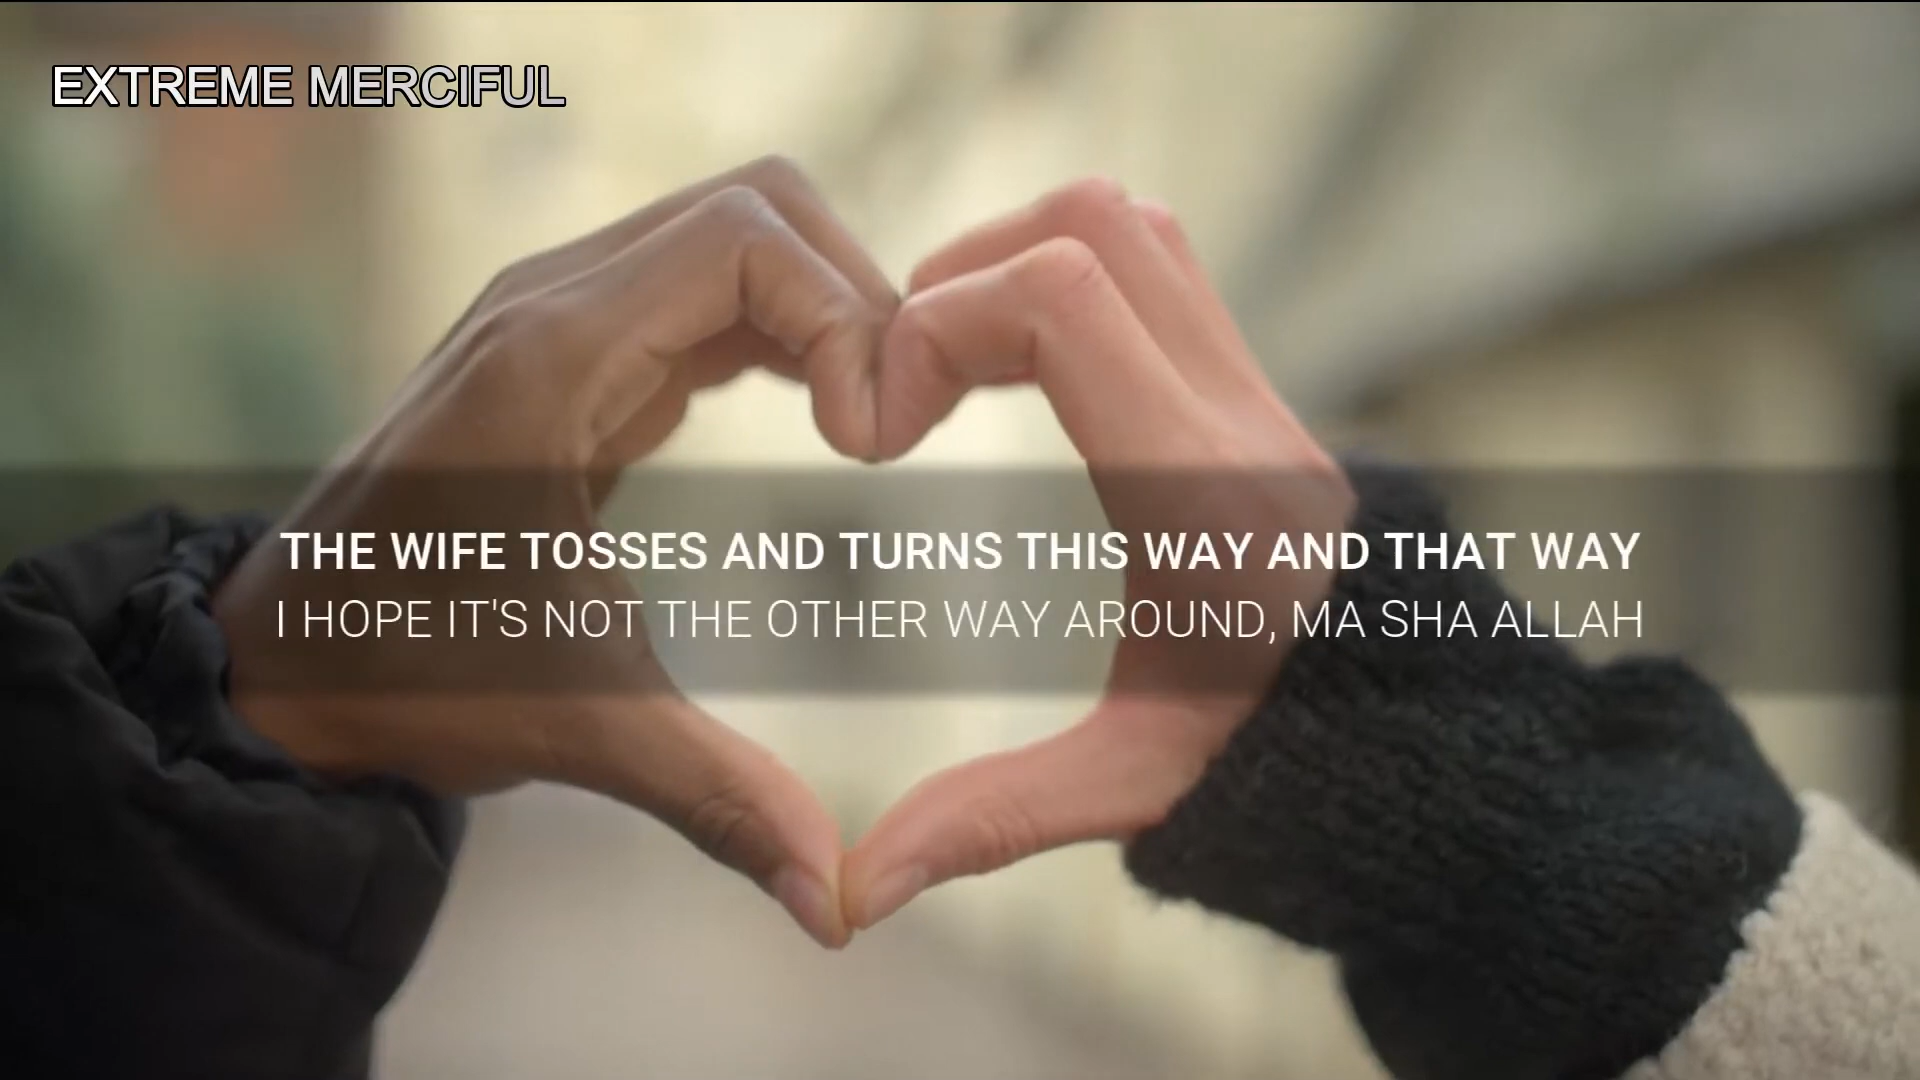 EXTREME MERCIFUL
THE WIFE TOSSES AND TURNS THIS WAY AND THAT WAY
I HOPE IT'S NOT THE OTHER WAY AROUND, MA SHA ALLAH